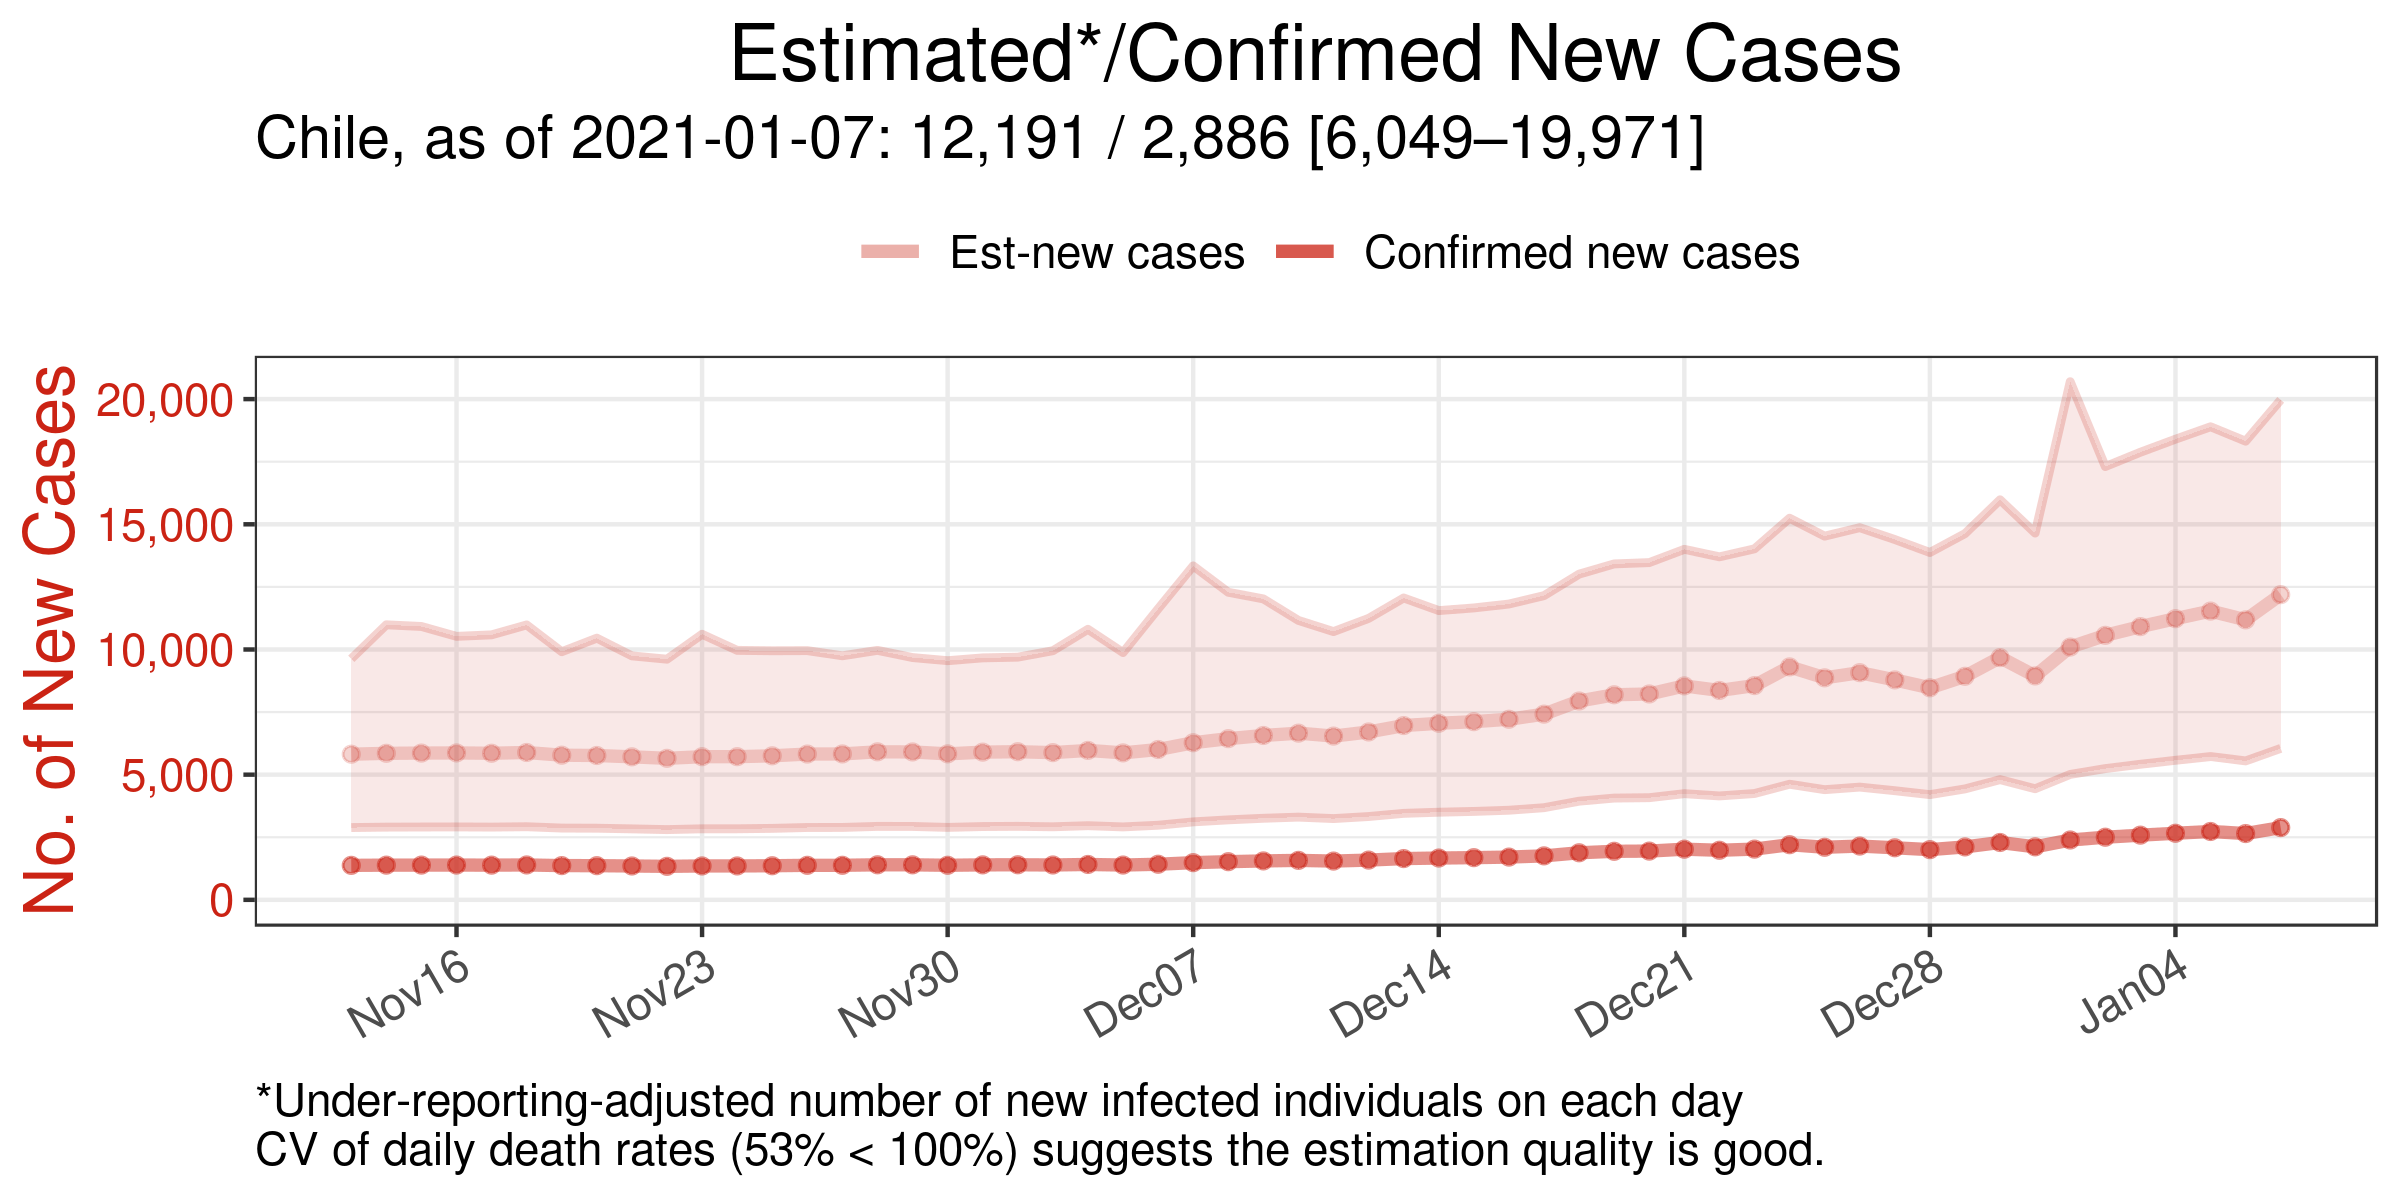 Estimated*/Confirmed New Cases
Chile, as of 2021-01-07: 12,191 / 2,886 [6,049–19,971]
Est-new cases
Confirmed new cases
No. of New Cases
20,000
15,000
10,000
5,000
0
Nov16
Nov23
Nov30
Dec07
Dec14
Dec21
Dec28
Jan04
*Under-reporting-adjusted number of new infected individuals on each day
CV of daily death rates (53% < 100%) suggests the estimation quality is good.